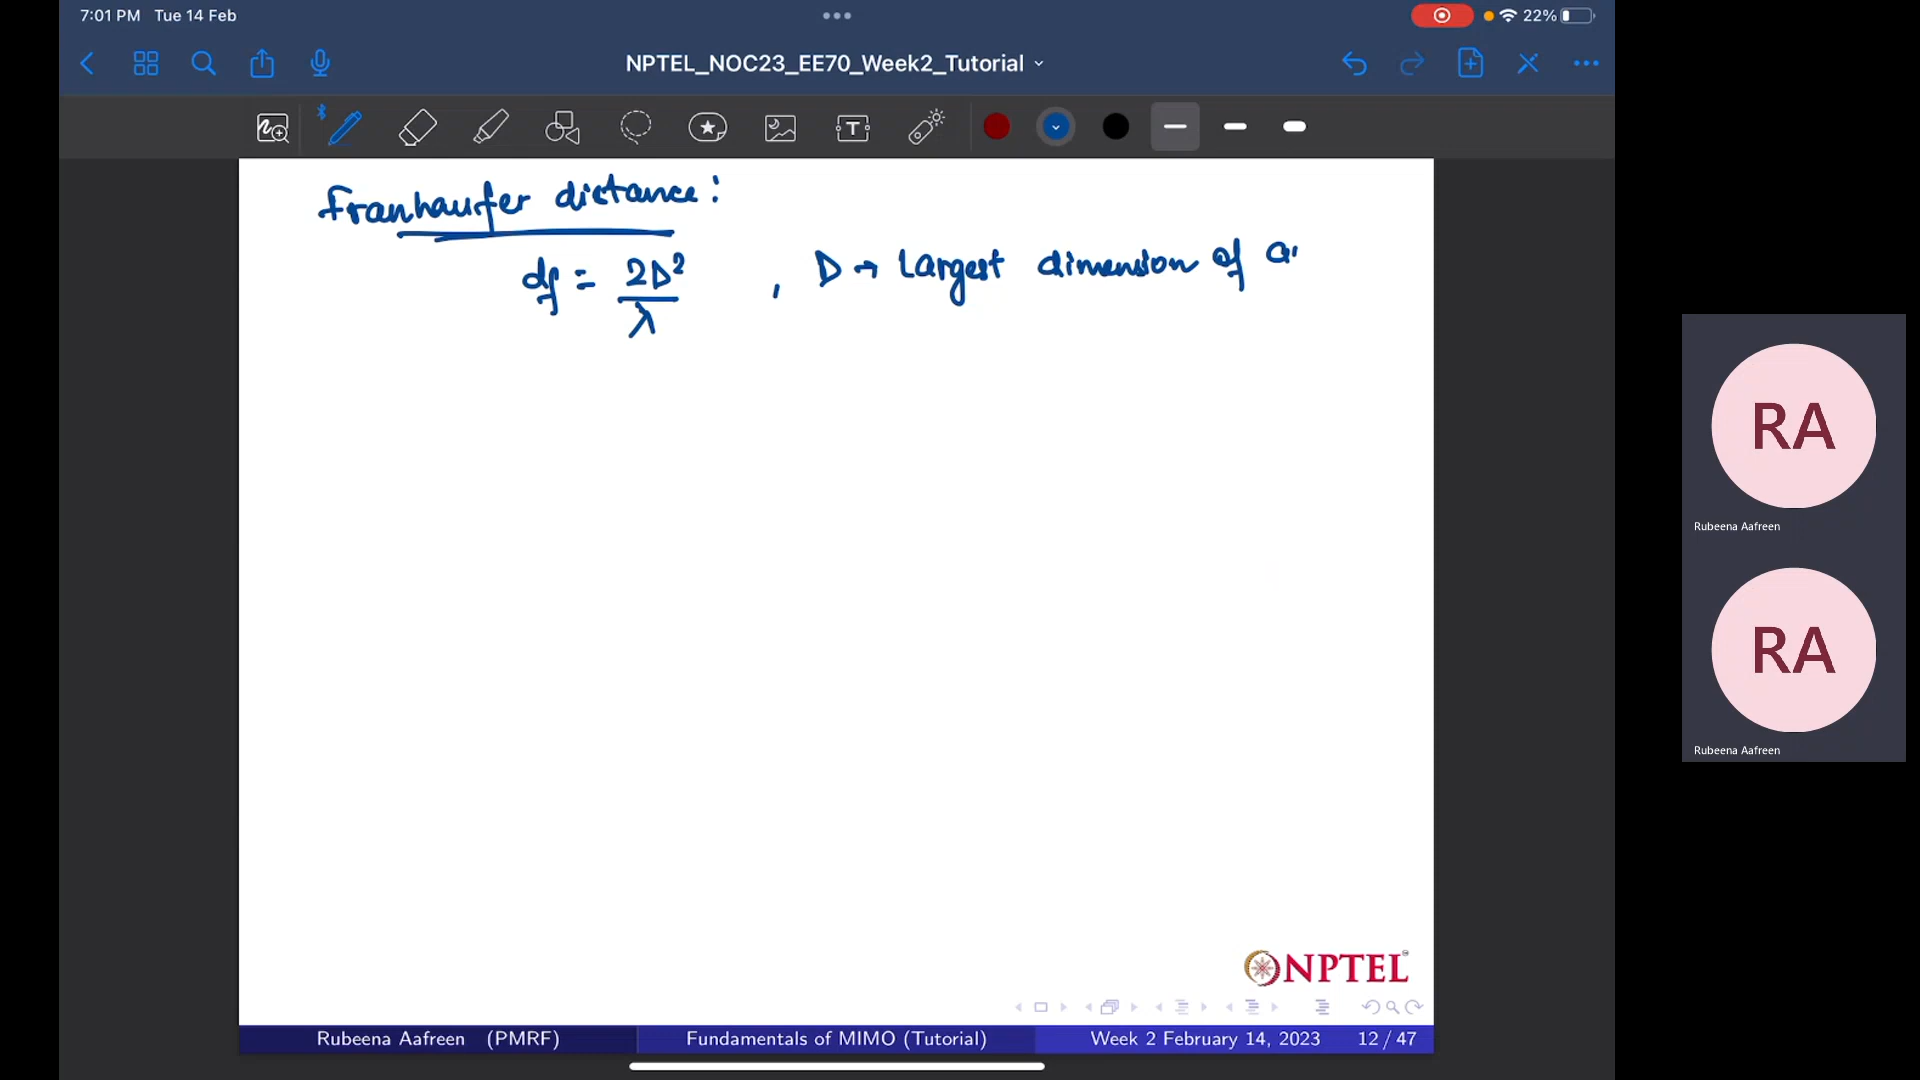 7:01 PM Tue 14 Feb
22%
NPTEL_NOC23_EE70_Week2_Tutorial
T
Franhaufer distance:
df = 2D²/λ , D → Largest dimension of a
RA
Rubeena Aafreen
RA
Rubeena Aafreen
NPTEL
Rubeena Aafreen (PMRF) Fundamentals of MIMO (Tutorial) Week 2 February 14, 2023 12 / 47